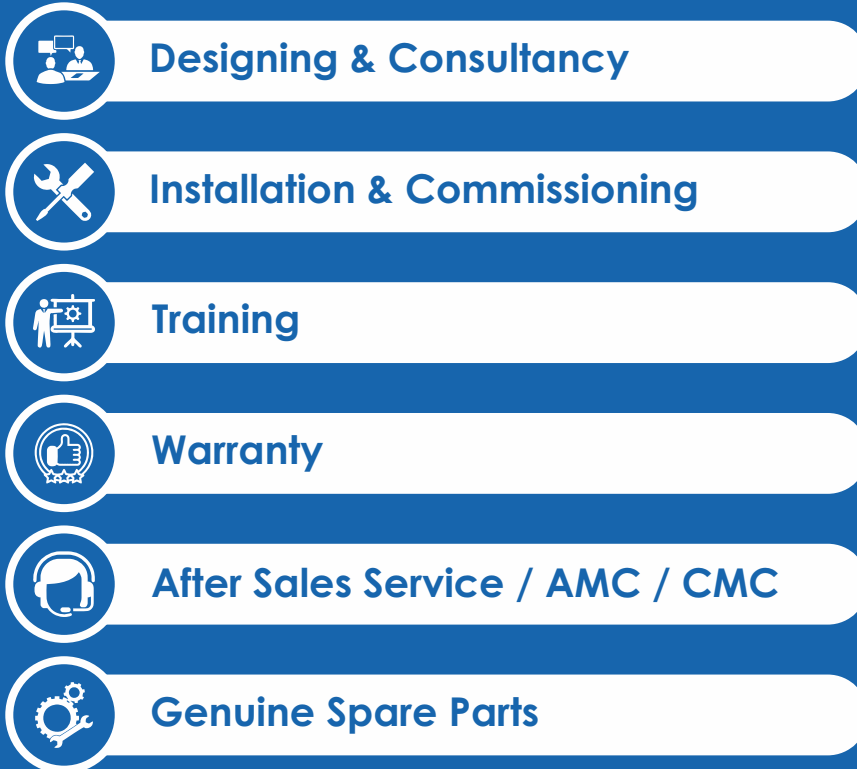 Designing & Consultancy
Installation & Commissioning
Training
Warranty
After Sales Service / AMC / CMC
Genuine Spare Parts